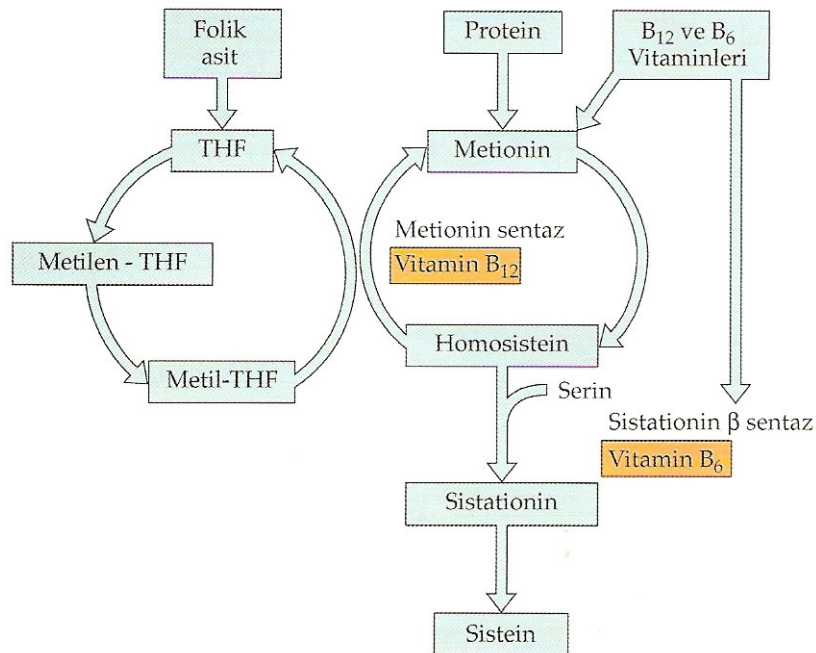 Folik
asit
Protein
B₁₂ ve B₆
Vitaminleri
THF
Metionin
Metionin sentaz
Vitamin B₁₂
Metilen - THF
Homosistein
Metil-THF
Serin
Sistationin β sentaz
Vitamin B₆
Sistationin
Sistein